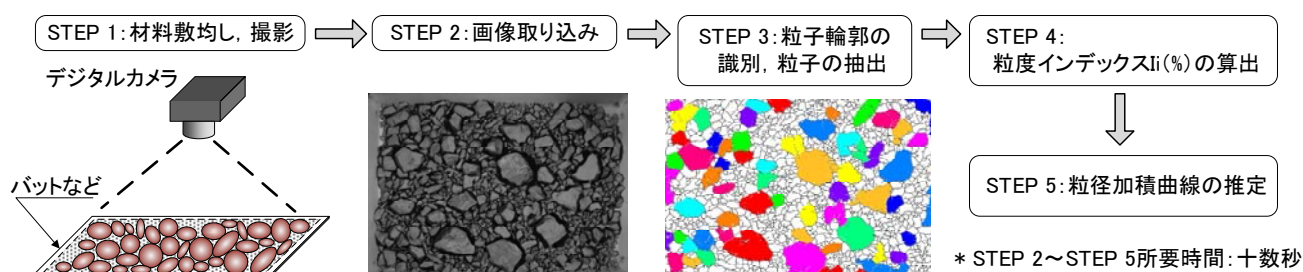 STEP 1:材料敷均し，撮影
STEP 2:画像取り込み
STEP 3:粒子輪郭の
識別，粒子の抽出
STEP 4:
粒度インデックスIi(%)の算出
デジタルカメラ
バットなど
STEP 5:粒径加積曲線の推定
* STEP 2～STEP 5所要時間:十数秒